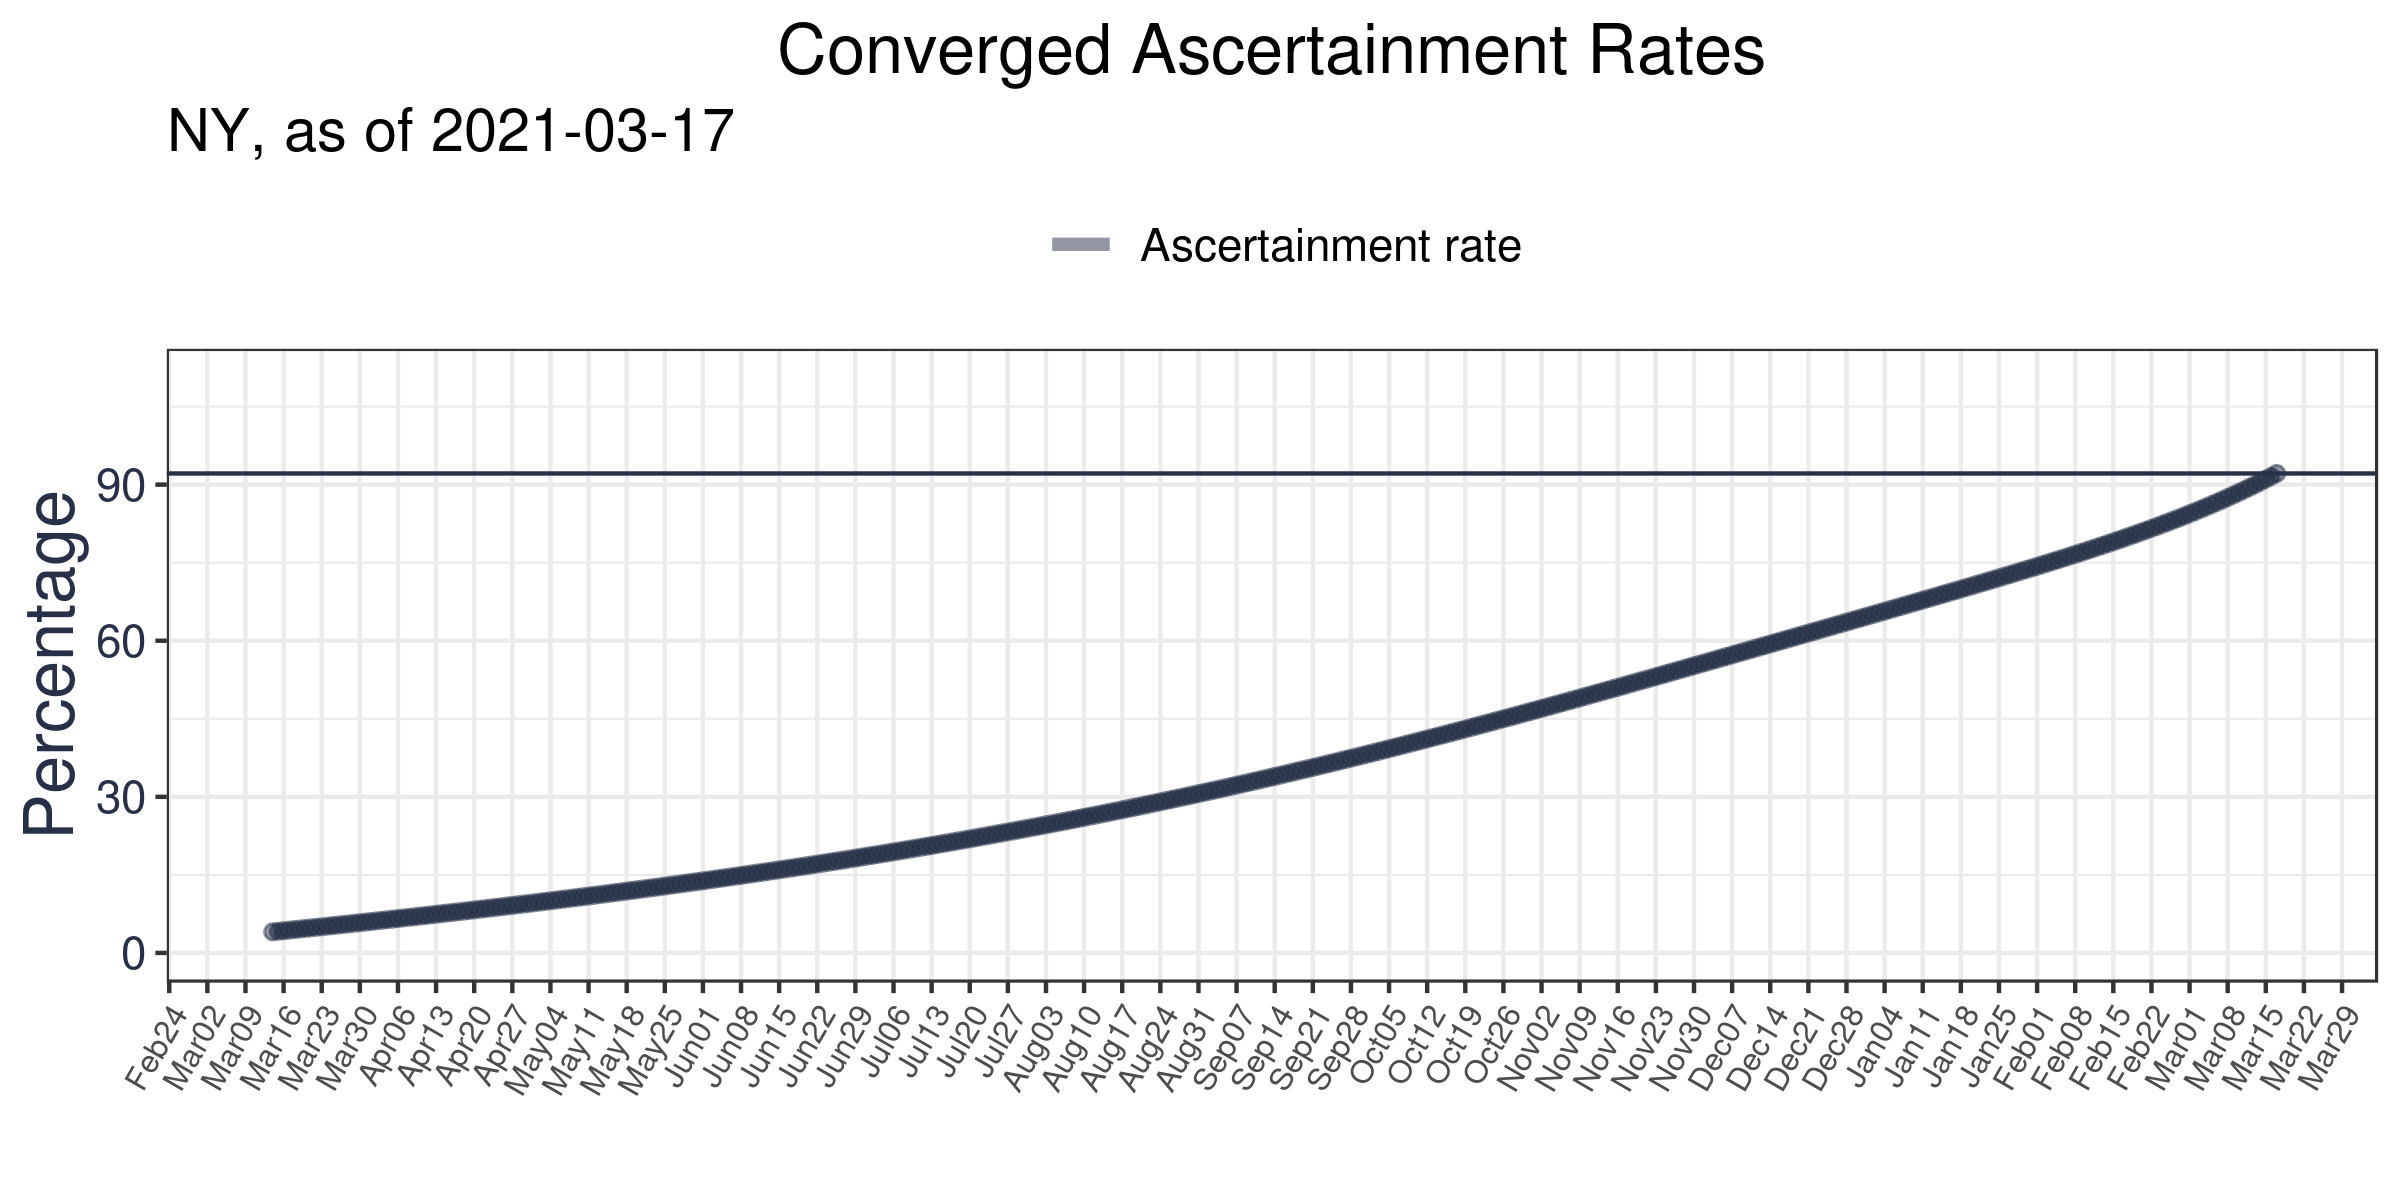 Converged Ascertainment Rates
NY, as of 2021-03-17
Ascertainment rate
Percentage
90
60
30
0
Feb24
Mar02
Mar09
Mar16
Mar23
Mar30
Apr06
Apr13
Apr20
Apr27
May04
May11
May18
May25
Jun01
Jun08
Jun15
Jun22
Jun29
Jul06
Jul13
Jul20
Jul27
Aug03
Aug10
Aug17
Aug24
Aug31
Sep07
Sep14
Sep21
Sep28
Oct05
Oct12
Oct19
Oct26
Nov02
Nov09
Nov16
Nov23
Nov30
Dec07
Dec14
Dec21
Dec28
Jan04
Jan11
Jan18
Jan25
Feb01
Feb08
Feb15
Feb22
Mar01
Mar08
Mar15
Mar22
Mar29